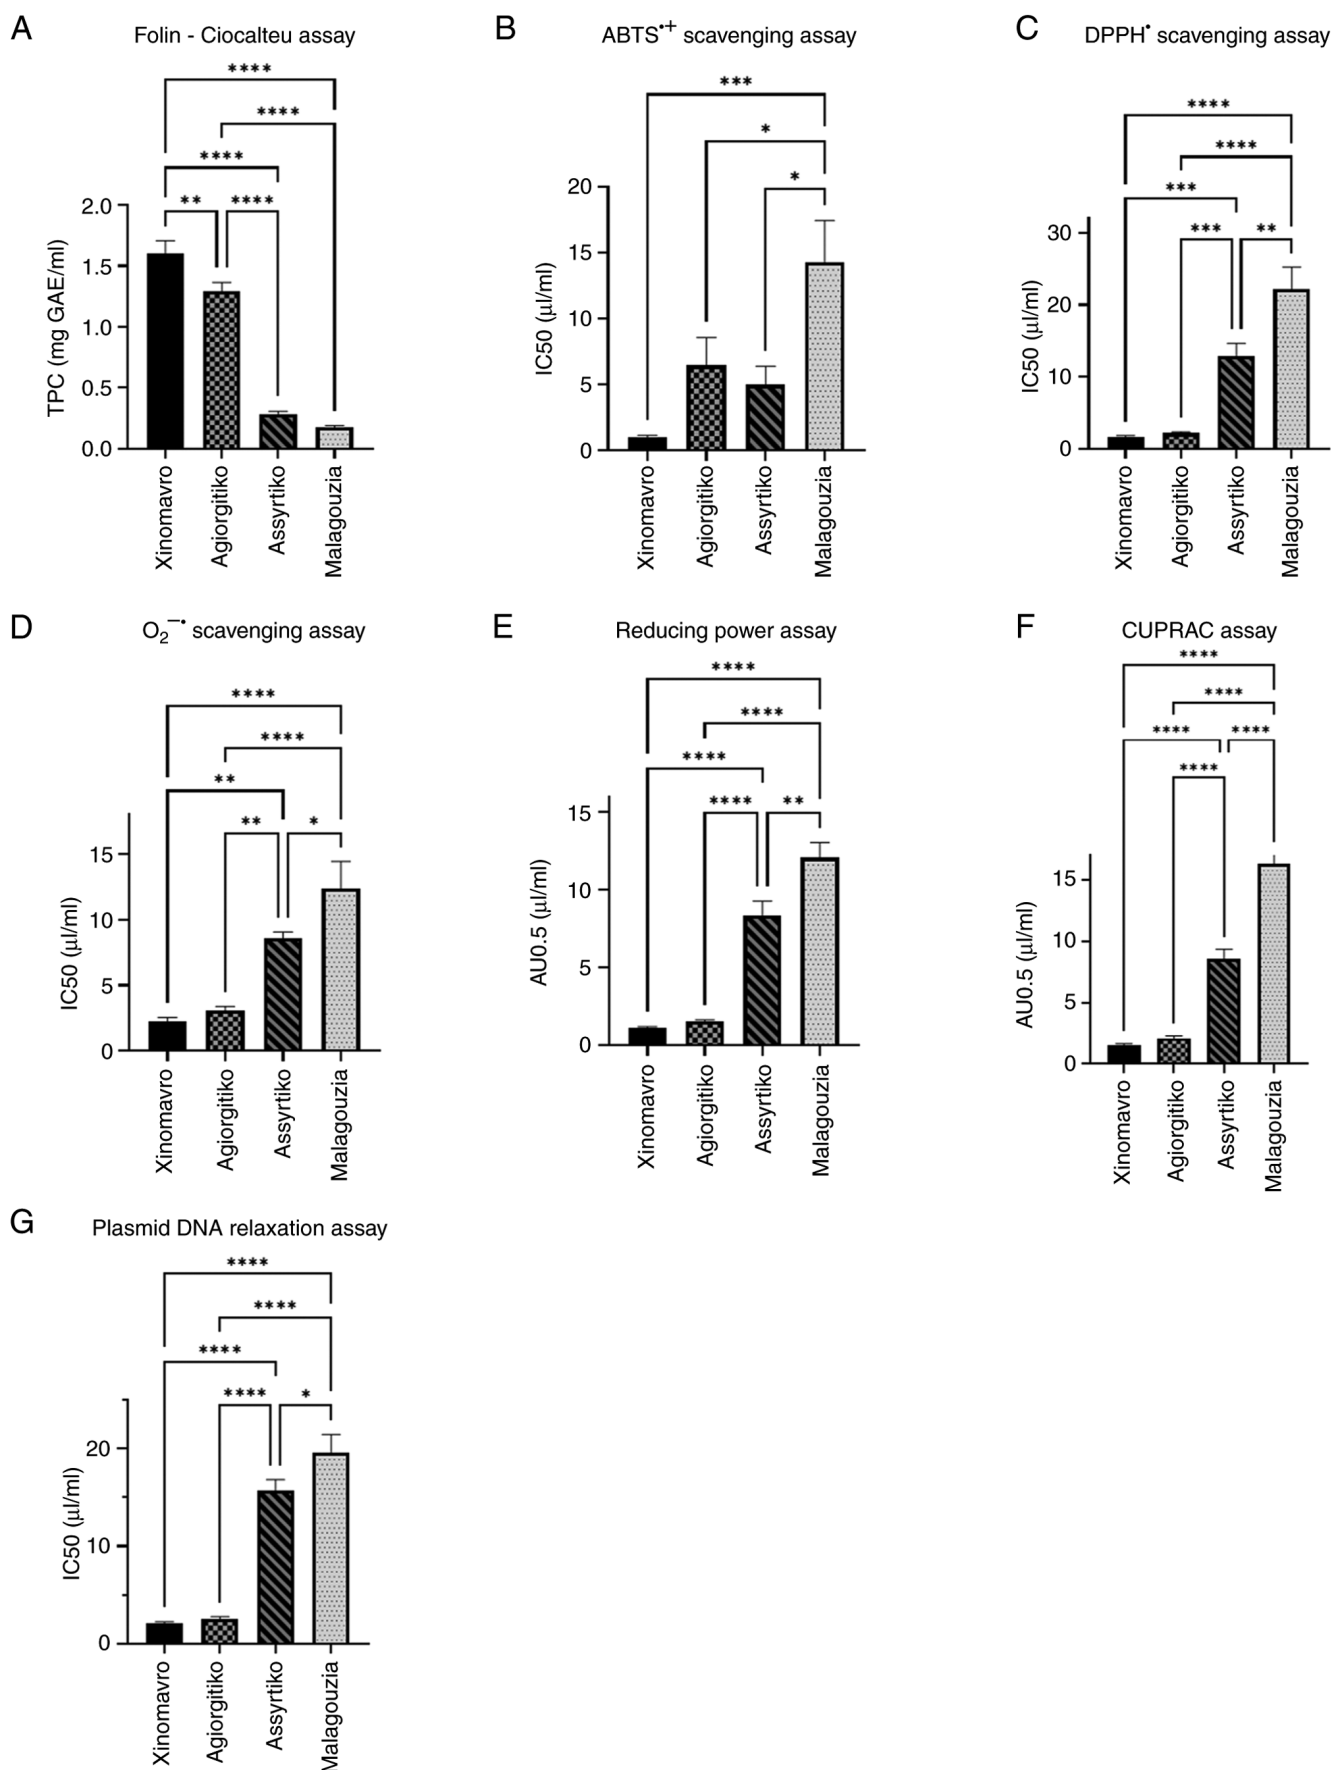 A
Folin - Ciocalteu assay
****
****
****
** ****
TPC (mg GAE/ml)
2.0
1.5
1.0
0.5
0.0
Xinomavro
Agiorgitiko
Assyrtiko
Malagouzia
B
ABTS•+ scavenging assay
***
*
*
IC50 (μl/ml)
20
15
10
5
0
Xinomavro
Agiorgitiko
Assyrtiko
Malagouzia
C
DPPH• scavenging assay
****
****
***
*** **
IC50 (μl/ml)
30
20
10
0
Xinomavro
Agiorgitiko
Assyrtiko
Malagouzia
D
O2−• scavenging assay
****
****
**
** *
IC50 (μl/ml)
15
10
5
0
Xinomavro
Agiorgitiko
Assyrtiko
Malagouzia
E
Reducing power assay
****
****
****
**** **
AU0.5 (μl/ml)
15
10
5
0
Xinomavro
Agiorgitiko
Assyrtiko
Malagouzia
F
CUPRAC assay
****
****
**** ****
****
AU0.5 (μl/ml)
15
10
5
0
Xinomavro
Agiorgitiko
Assyrtiko
Malagouzia
G
Plasmid DNA relaxation assay
****
****
****
**** *
IC50 (μl/ml)
20
10
0
Xinomavro
Agiorgitiko
Assyrtiko
Malagouzia